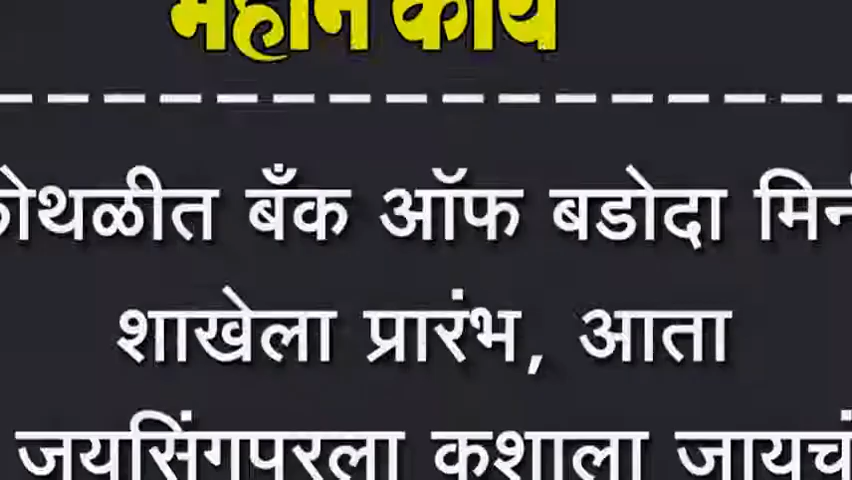 महान कार्य
कोथळीत बँक ऑफ बडोदा मिनी
शाखेला प्रारंभ, आता
जयसिंगपूरला कशाला जायचं